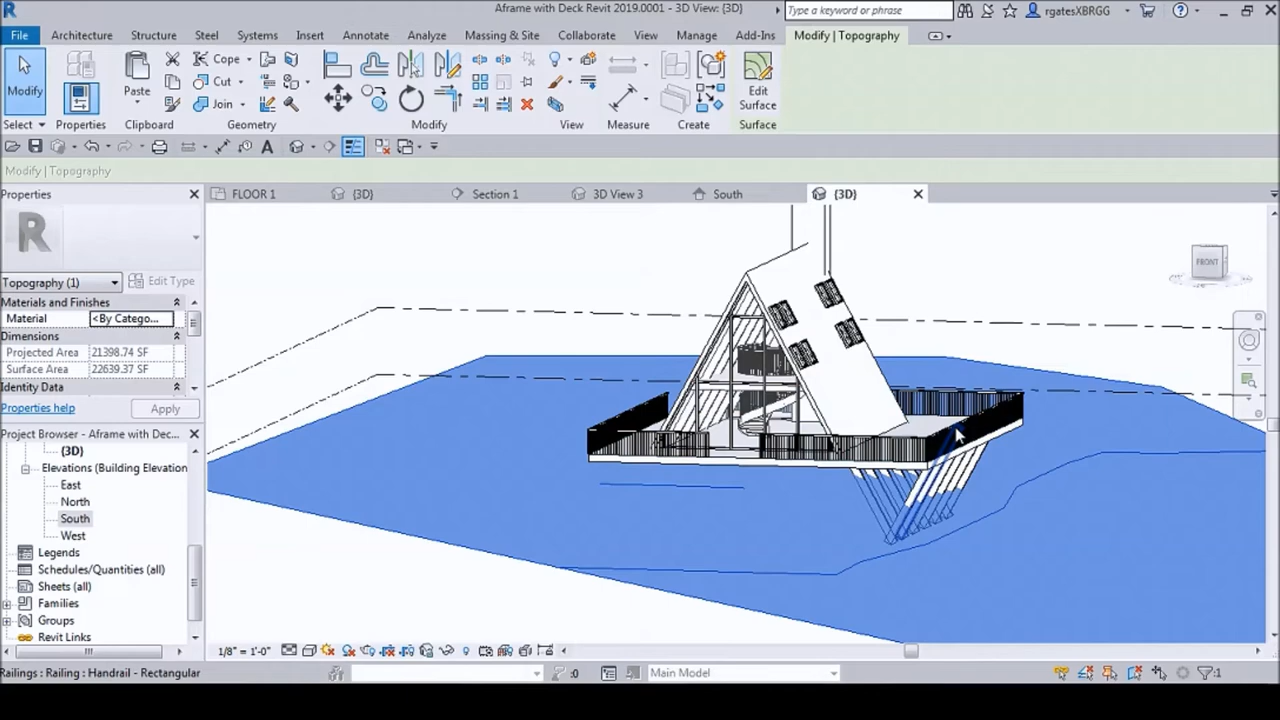 Aframe with Deck Revit 2019.0001 - 3D View: {3D}
Type a keyword or phrase
rgatesXBRGG
File Architecture Structure Steel Systems Insert Annotate Analyze Massing & Site Collaborate View Manage Add-Ins Modify | Topography
Modify
Paste
Cope
Cut
Join
Edit
Surface
Select Properties Clipboard Geometry Modify View Measure Create Surface
Modify | Topography
Properties
FLOOR 1 {3D} Section 1 3D View 3 South {3D}
R
FRONT
Topography (1)
Edit Type
Materials and Finishes
Material <By Catego...
Dimensions
Projected Area 21398.74 SF
Surface Area 22639.37 SF
Identity Data
Properties help
Apply
Project Browser - Aframe with Dec...
{3D}
Elevations (Building Elevation
East
North
South
West
Legends
Schedules/Quantities (all)
Sheets (all)
Families
Groups
Revit Links
1/8" = 1'-0"
Railings : Railing : Handrail - Rectangular
:0
Main Model
:1